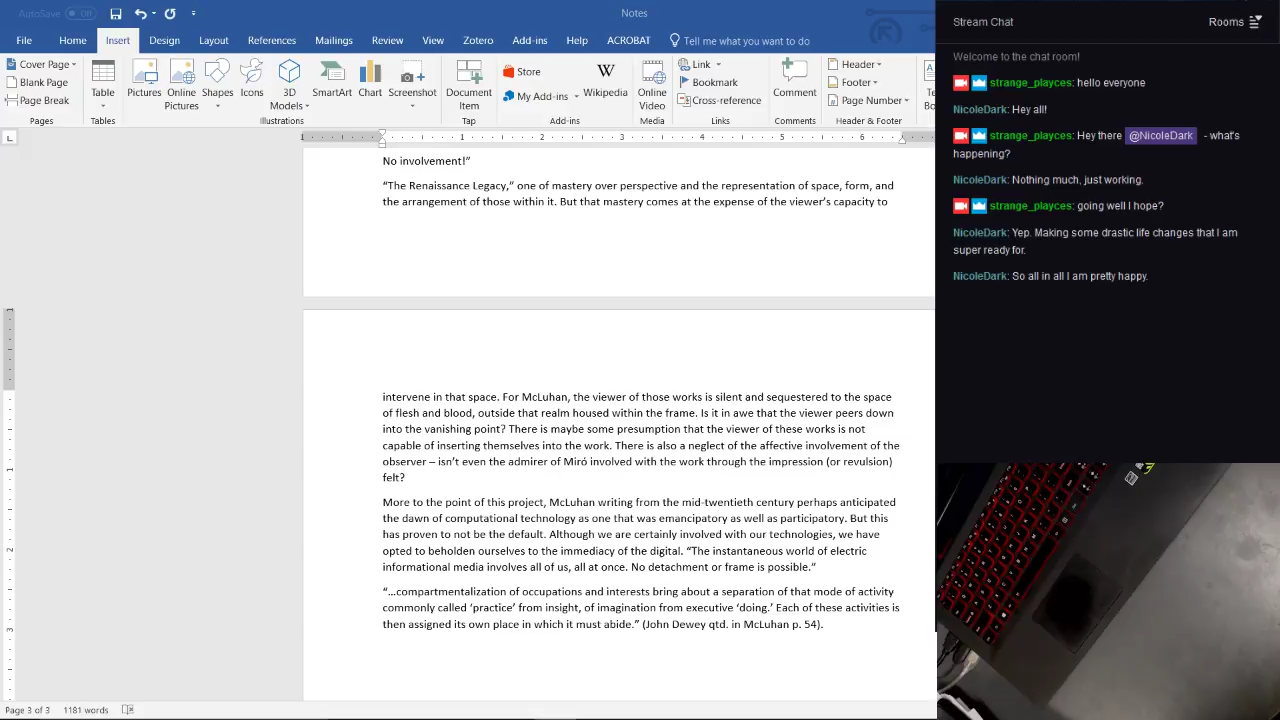 AutoSave Off
Notes
File Home Insert Design Layout References Mailings Review View Zotero Add-ins Help ACROBAT Tell me what you want to do
Cover Page
Blank Page
Page Break
Pages
Table
Tables
Pictures
Online
Pictures
Shapes
Icons
3D
Models
SmartArt
Chart
Screenshot
Illustrations
Document
Item
Tap
Store
My Add-ins
Wikipedia
Add-ins
Online
Video
Media
Link
Bookmark
Cross-reference
Links
Comment
Comments
Header
Footer
Page Number
Header & Footer
Te
Bo
1 1 2 3 4 5 6
No involvement!”
“The Renaissance Legacy,” one of mastery over perspective and the representation of space, form, and
the arrangement of those within it. But that mastery comes at the expense of the viewer’s capacity to
intervene in that space. For McLuhan, the viewer of those works is silent and sequestered to the space
of flesh and blood, outside that realm housed within the frame. Is it in awe that the viewer peers down
into the vanishing point? There is maybe some presumption that the viewer of these works is not
capable of inserting themselves into the work. There is also a neglect of the affective involvement of the
observer – isn’t even the admirer of Miró involved with the work through the impression (or revulsion)
felt?
More to the point of this project, McLuhan writing from the mid-twentieth century perhaps anticipated
the dawn of computational technology as one that was emancipatory as well as participatory. But this
has proven to not be the default. Although we are certainly involved with our technologies, we have
opted to beholden ourselves to the immediacy of the digital. “The instantaneous world of electric
informational media involves all of us, all at once. No detachment or frame is possible.”
“…compartmentalization of occupations and interests bring about a separation of that mode of activity
commonly called ‘practice’ from insight, of imagination from executive ‘doing.’ Each of these activities is
then assigned its own place in which it must abide.” (John Dewey qtd. in McLuhan p. 54).
1
1
2
3
Page 3 of 3 1181 words
Stream Chat Rooms
Welcome to the chat room!
strange_playces: hello everyone
NicoleDark: Hey all!
strange_playces: Hey there @NicoleDark - what's
happening?
NicoleDark: Nothing much, just working.
strange_playces: going well I hope?
NicoleDark: Yep. Making some drastic life changes that I am
super ready for.
NicoleDark: So all in all I am pretty happy.